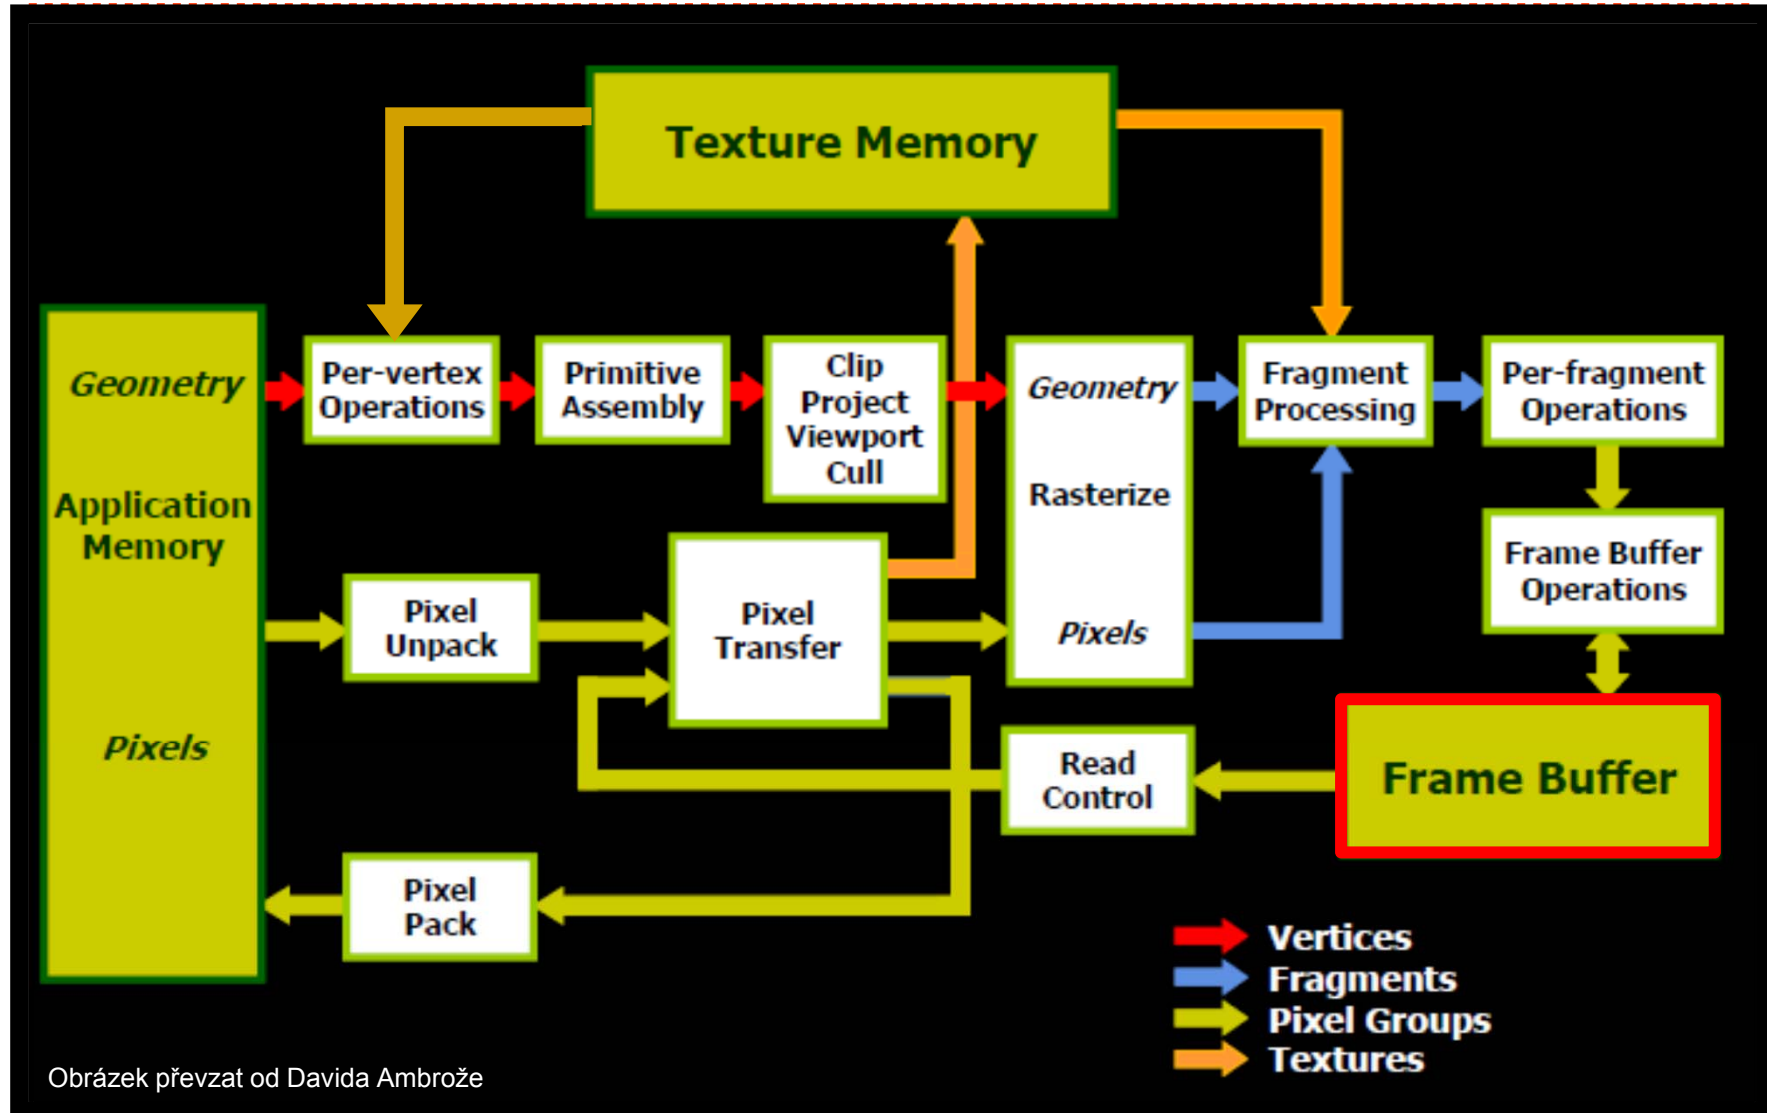 Texture Memory
Geometry
Application
Memory
Pixels
Per-vertex
Operations
Primitive
Assembly
Clip
Project
Viewport
Cull
Geometry
Rasterize
Pixels
Fragment
Processing
Per-fragment
Operations
Frame Buffer
Operations
Pixel
Unpack
Pixel
Transfer
Read
Control
Frame Buffer
Pixel
Pack
Vertices
Fragments
Pixel Groups
Textures
Obrázek převzat od Davida Ambrože